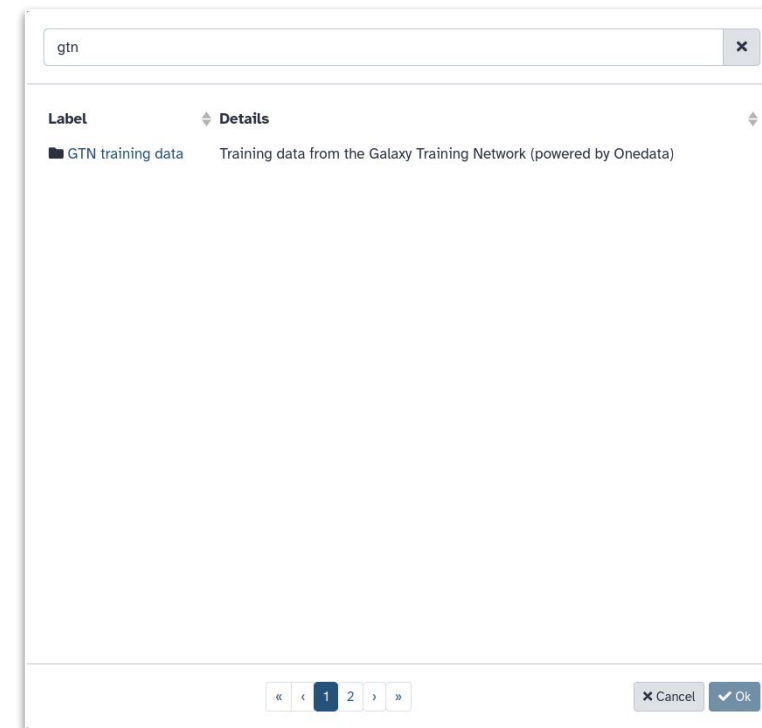 gtn
Label Details
GTN training data Training data from the Galaxy Training Network (powered by Onedata)
« ‹ 1 2 › » Cancel Ok